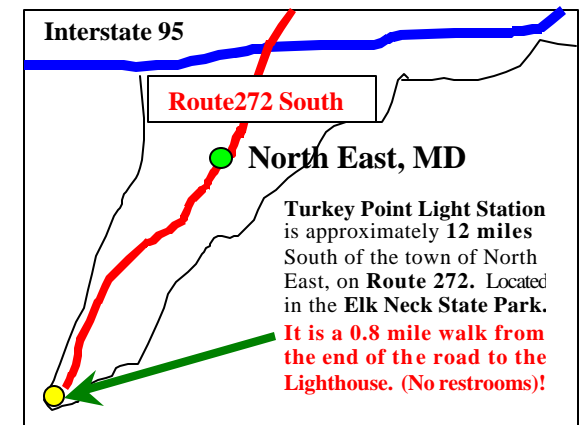 Interstate 95
Route272 South
North East, MD
Turkey Point Light Station
is approximately 12 miles
South of the town of North
East, on Route 272. Located
in the Elk Neck State Park.
It is a 0.8 mile walk from
the end of the road to the
Lighthouse. (No restrooms)!